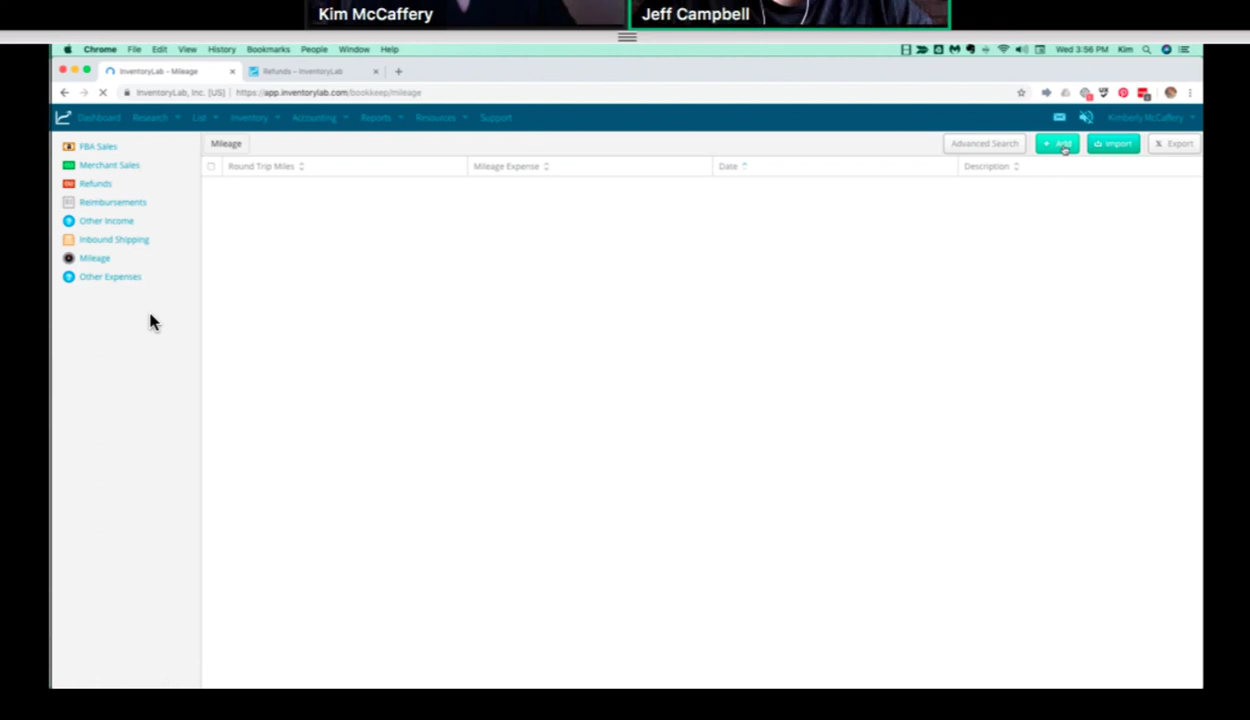 Kim McCaffery
Jeff Campbell
Chrome File Edit View History Bookmarks People Window Help Wed 3:56 PM Kim
InventoryLab - Mileage Refunds - InventoryLab
InventoryLab, Inc. [US] | https://app.inventorylab.com/bookkeep/mileage
Dashboard Research List Inventory Accounting Reports Resources Support Kimberly McCaffery
FBA Sales
Merchant Sales
Refunds
Reimbursements
Other Income
Inbound Shipping
Mileage
Other Expenses
Mileage Advanced Search + Add Import X Export
Round Trip Miles Mileage Expense Date Description